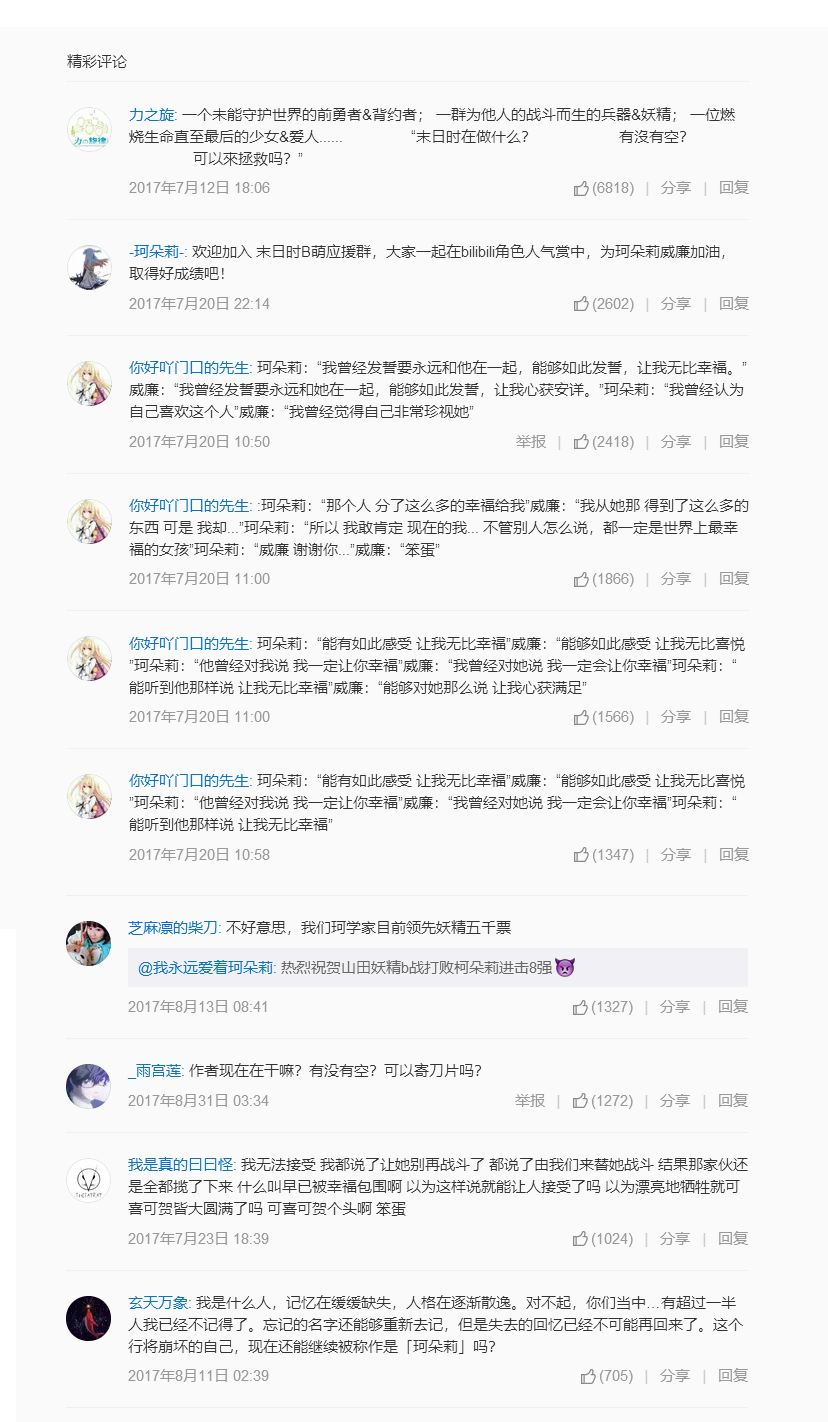 精彩评论
力之旋: 一个未能守护世界的前勇者&背约者； 一群为他人的战斗而生的兵器&妖精； 一位燃
烧生命直至最后的少女&爱人...... “末日时在做什么？ 有沒有空？
可以來拯救吗？”
2017年7月12日 18:06 (6818) | 分享 | 回复
-珂朵莉-: 欢迎加入 末日时B萌应援群，大家一起在bilibili角色人气赏中，为珂朵莉威廉加油，
取得好成绩吧！
2017年7月20日 22:14 (2602) | 分享 | 回复
你好吖门口的先生: 珂朵莉：“我曾经发誓要永远和他在一起，能够如此发誓，让我无比幸福。”
威廉：“我曾经发誓要永远和她在一起，能够如此发誓，让我心获安详。”珂朵莉：“我曾经认为
自己喜欢这个人”威廉：“我曾经觉得自己非常珍视她”
2017年7月20日 10:50 举报 | (2418) | 分享 | 回复
你好吖门口的先生: :珂朵莉：“那个人 分了这么多的幸福给我”威廉：“我从她那 得到了这么多的
东西 可是 我却...”珂朵莉：“所以 我敢肯定 现在的我... 不管别人怎么说，都一定是世界上最幸
福的女孩”珂朵莉：“威廉 谢谢你...”威廉：“笨蛋”
2017年7月20日 11:00 (1866) | 分享 | 回复
你好吖门口的先生: 珂朵莉：“能有如此感受 让我无比幸福”威廉：“能够如此感受 让我无比喜悦
”珂朵莉：“他曾经对我说 我一定让你幸福”威廉：“我曾经对她说 我一定会让你幸福”珂朵莉：“
能听到他那样说 让我无比幸福”威廉：“能够对她那么说 让我心获满足”
2017年7月20日 11:00 (1566) | 分享 | 回复
你好吖门口的先生: 珂朵莉：“能有如此感受 让我无比幸福”威廉：“能够如此感受 让我无比喜悦
”珂朵莉：“他曾经对我说 我一定让你幸福”威廉：“我曾经对她说 我一定会让你幸福”珂朵莉：“
能听到他那样说 让我无比幸福”
2017年7月20日 10:58 (1347) | 分享 | 回复
芝麻凛的柴刀: 不好意思，我们珂学家目前领先妖精五千票
@我永远爱着珂朵莉: 热烈祝贺山田妖精b战打败柯朵莉进击8强👿
2017年8月13日 08:41 (1327) | 分享 | 回复
_雨宫莲: 作者现在在干嘛？有没有空？可以寄刀片吗？
2017年8月31日 03:34 举报 | (1272) | 分享 | 回复
我是真的日日怪: 我无法接受 我都说了让她别再战斗了 都说了由我们来替她战斗 结果那家伙还
是全都揽了下来 什么叫早已被幸福包围啊 以为这样说就能让人接受了吗 以为漂亮地牺牲就可
喜可贺皆大圆满了吗 可喜可贺个头啊 笨蛋
2017年7月23日 18:39 (1024) | 分享 | 回复
玄天万象: 我是什么人，记忆在缓缓缺失，人格在逐渐散逸。对不起，你们当中…有超过一半
人我已经不记得了。忘记的名字还能够重新去记，但是失去的回忆已经不可能再回来了。这个
行将崩坏的自己，现在还能继续被称作是「珂朵莉」吗？
2017年8月11日 02:39 (705) | 分享 | 回复